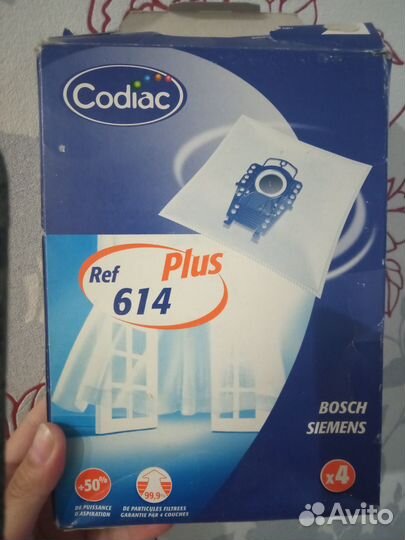 Codiac
Plus
Ref
614
BOSCH
SIEMENS
+50%
DE PUISSANCE
D'ASPIRATION
99,9%
DE PARTICULES FILTREES
GARANTIE PAR 4 COUCHES
x4
Avito